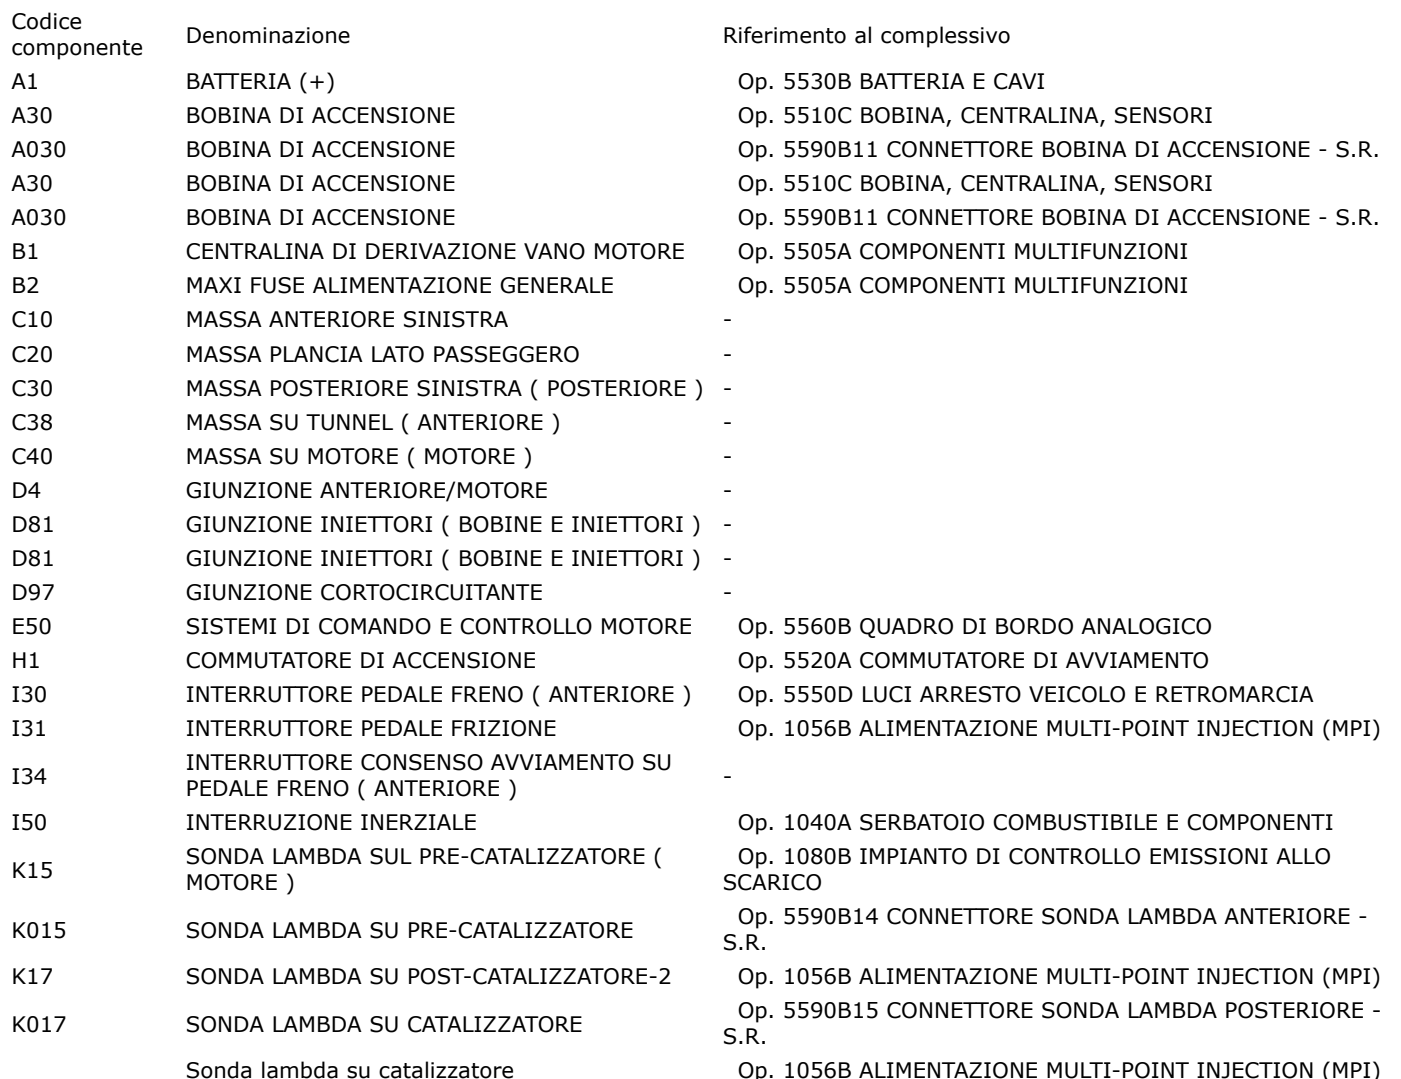 Codice
componente Denominazione Riferimento al complessivo
A1 BATTERIA (+) Op. 5530B BATTERIA E CAVI
A30 BOBINA DI ACCENSIONE Op. 5510C BOBINA, CENTRALINA, SENSORI
A030 BOBINA DI ACCENSIONE Op. 5590B11 CONNETTORE BOBINA DI ACCENSIONE - S.R.
A30 BOBINA DI ACCENSIONE Op. 5510C BOBINA, CENTRALINA, SENSORI
A030 BOBINA DI ACCENSIONE Op. 5590B11 CONNETTORE BOBINA DI ACCENSIONE - S.R.
B1 CENTRALINA DI DERIVAZIONE VANO MOTORE Op. 5505A COMPONENTI MULTIFUNZIONI
B2 MAXI FUSE ALIMENTAZIONE GENERALE Op. 5505A COMPONENTI MULTIFUNZIONI
C10 MASSA ANTERIORE SINISTRA -
C20 MASSA PLANCIA LATO PASSEGGERO -
C30 MASSA POSTERIORE SINISTRA ( POSTERIORE ) -
C38 MASSA SU TUNNEL ( ANTERIORE ) -
C40 MASSA SU MOTORE ( MOTORE ) -
D4 GIUNZIONE ANTERIORE/MOTORE -
D81 GIUNZIONE INIETTORI ( BOBINE E INIETTORI ) -
D81 GIUNZIONE INIETTORI ( BOBINE E INIETTORI ) -
D97 GIUNZIONE CORTOCIRCUITANTE -
E50 SISTEMI DI COMANDO E CONTROLLO MOTORE Op. 5560B QUADRO DI BORDO ANALOGICO
H1 COMMUTATORE DI ACCENSIONE Op. 5520A COMMUTATORE DI AVVIAMENTO
I30 INTERRUTTORE PEDALE FRENO ( ANTERIORE ) Op. 5550D LUCI ARRESTO VEICOLO E RETROMARCIA
I31 INTERRUTTORE PEDALE FRIZIONE Op. 1056B ALIMENTAZIONE MULTI-POINT INJECTION (MPI)
I34 INTERRUTTORE CONSENSO AVVIAMENTO SU
PEDALE FRENO ( ANTERIORE ) -
I50 INTERRUZIONE INERZIALE Op. 1040A SERBATOIO COMBUSTIBILE E COMPONENTI
K15 SONDA LAMBDA SUL PRE-CATALIZZATORE (
MOTORE ) Op. 1080B IMPIANTO DI CONTROLLO EMISSIONI ALLO
SCARICO
K015 SONDA LAMBDA SU PRE-CATALIZZATORE Op. 5590B14 CONNETTORE SONDA LAMBDA ANTERIORE -
S.R.
K17 SONDA LAMBDA SU POST-CATALIZZATORE-2 Op. 1056B ALIMENTAZIONE MULTI-POINT INJECTION (MPI)
K017 SONDA LAMBDA SU CATALIZZATORE Op. 5590B15 CONNETTORE SONDA LAMBDA POSTERIORE -
S.R.
Sonda lambda su catalizzatore Op. 1056B ALIMENTAZIONE MULTI-POINT INJECTION (MPI)